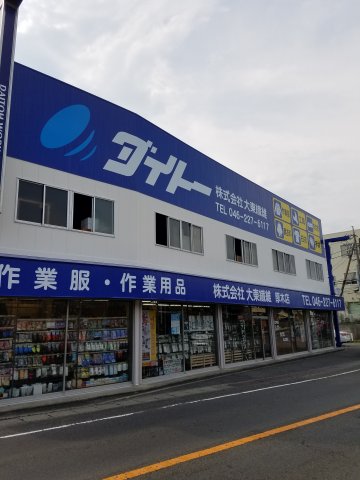 DAITOH WORK
ダイトー
株式会社 大東繊維
TEL 046-227-6117
作業服・作業用品
株式会社 大東繊維 厚木店
TEL 046-227-6117